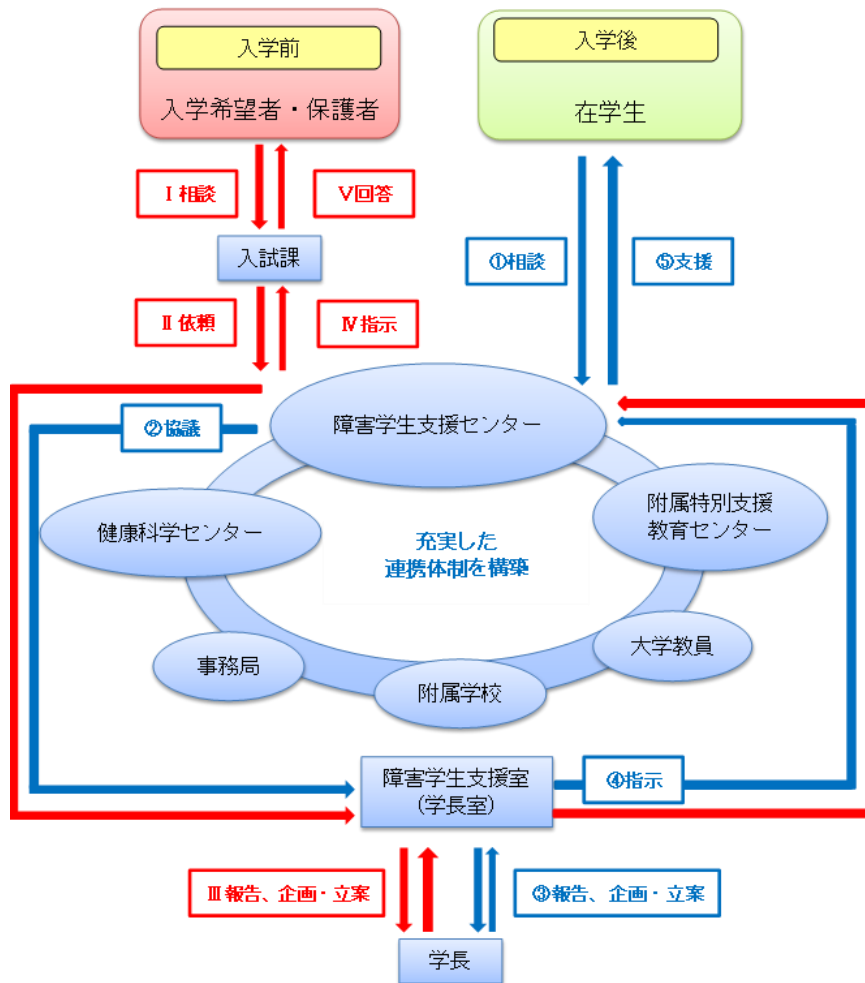 入学前
入学希望者・保護者
入学後
在学生
Ⅰ相談
Ⅴ回答
入試課
①相談
⑤支援
Ⅱ依頼
Ⅳ指示
障害学生支援センター
②協議
健康科学センター
附属特別支援
教育センター
充実した
連携体制を構築
事務局
附属学校
大学教員
障害学生支援室
(学長室)
④指示
Ⅲ報告、企画・立案
③報告、企画・立案
学長